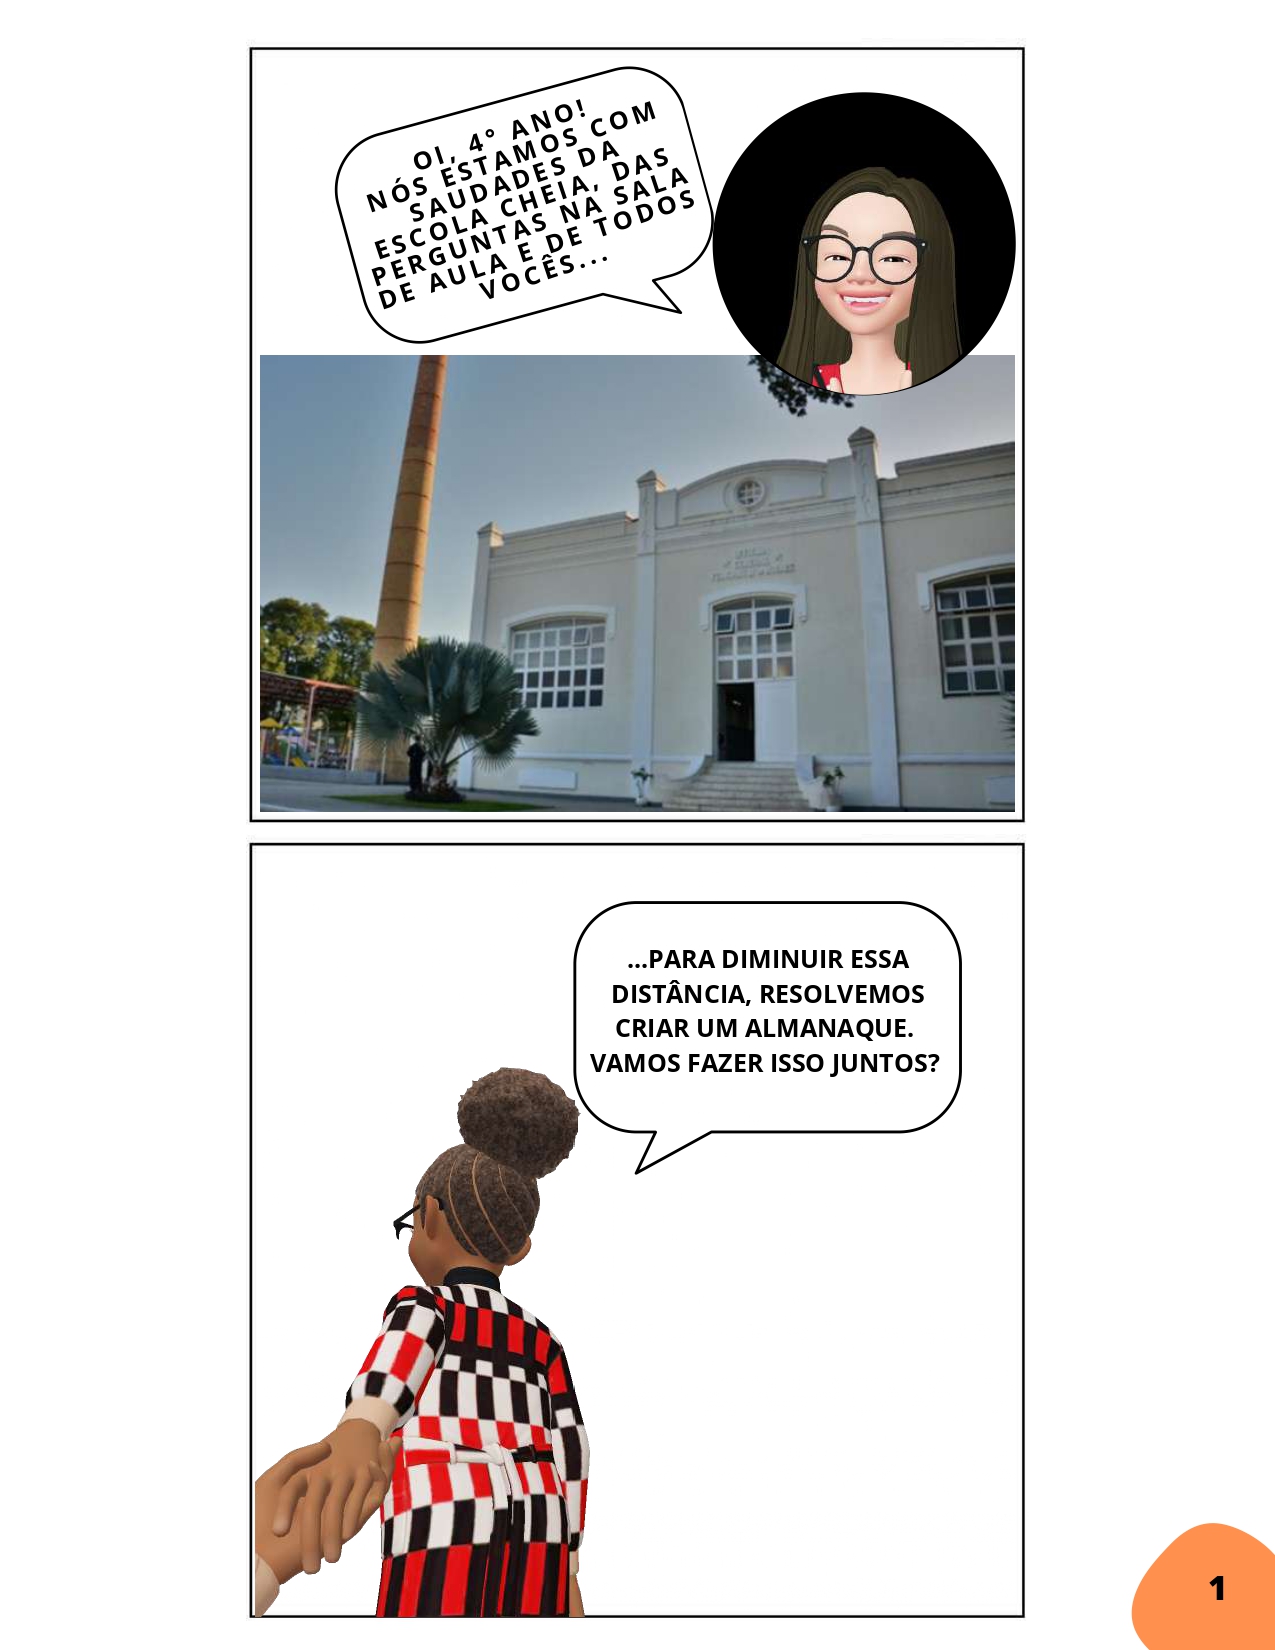 OI, 4º ANO!
NÓS ESTAMOS COM
SAUDADES DA
ESCOLA CHEIA, DAS
PERGUNTAS NA SALA
DE AULA E DE TODOS
VOCÊS...
...PARA DIMINUIR ESSA
DISTÂNCIA, RESOLVEMOS
CRIAR UM ALMANAQUE.
VAMOS FAZER ISSO JUNTOS?
1